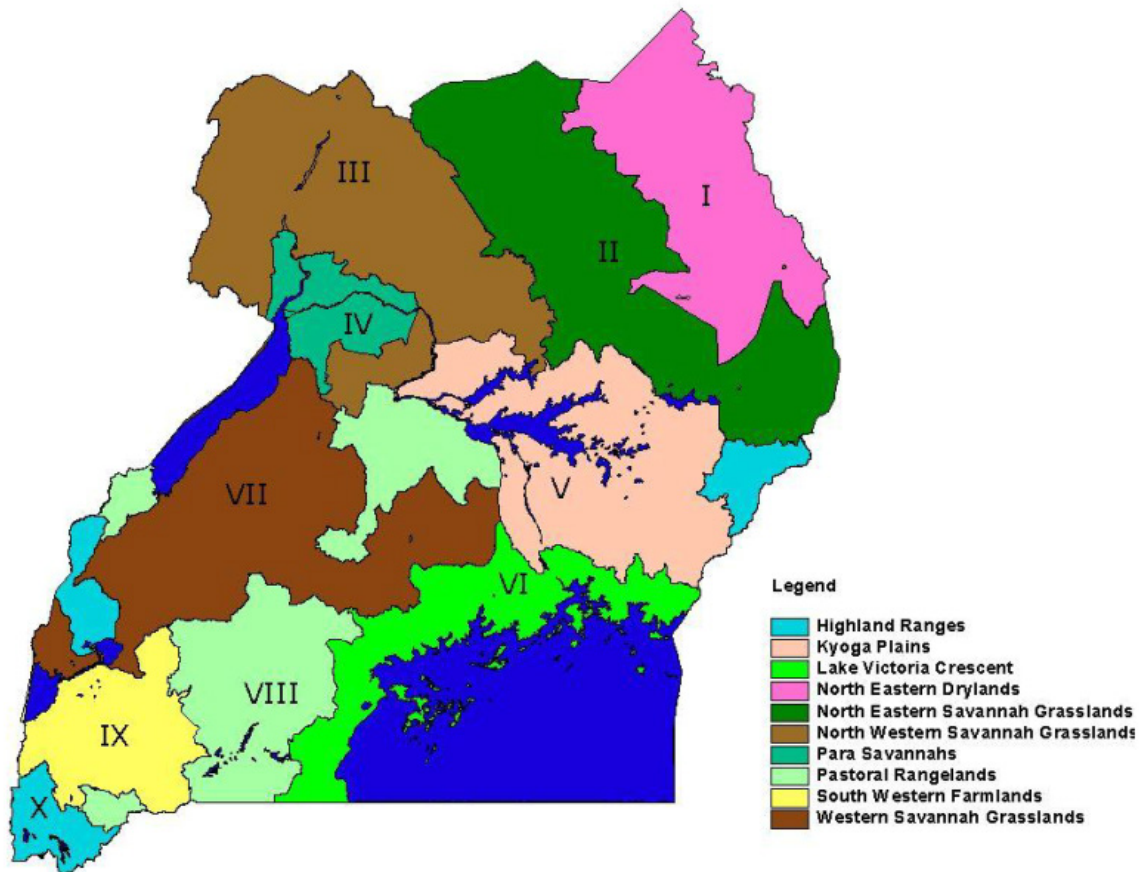 I
III
II
IV
VII
V
VI
VIII
IX
X
Legend
Highland Ranges
Kyoga Plains
Lake Victoria Crescent
North Eastern Drylands
North Eastern Savannah Grasslands
North Western Savannah Grasslands
Para Savannahs
Pastoral Rangelands
South Western Farmlands
Western Savannah Grasslands